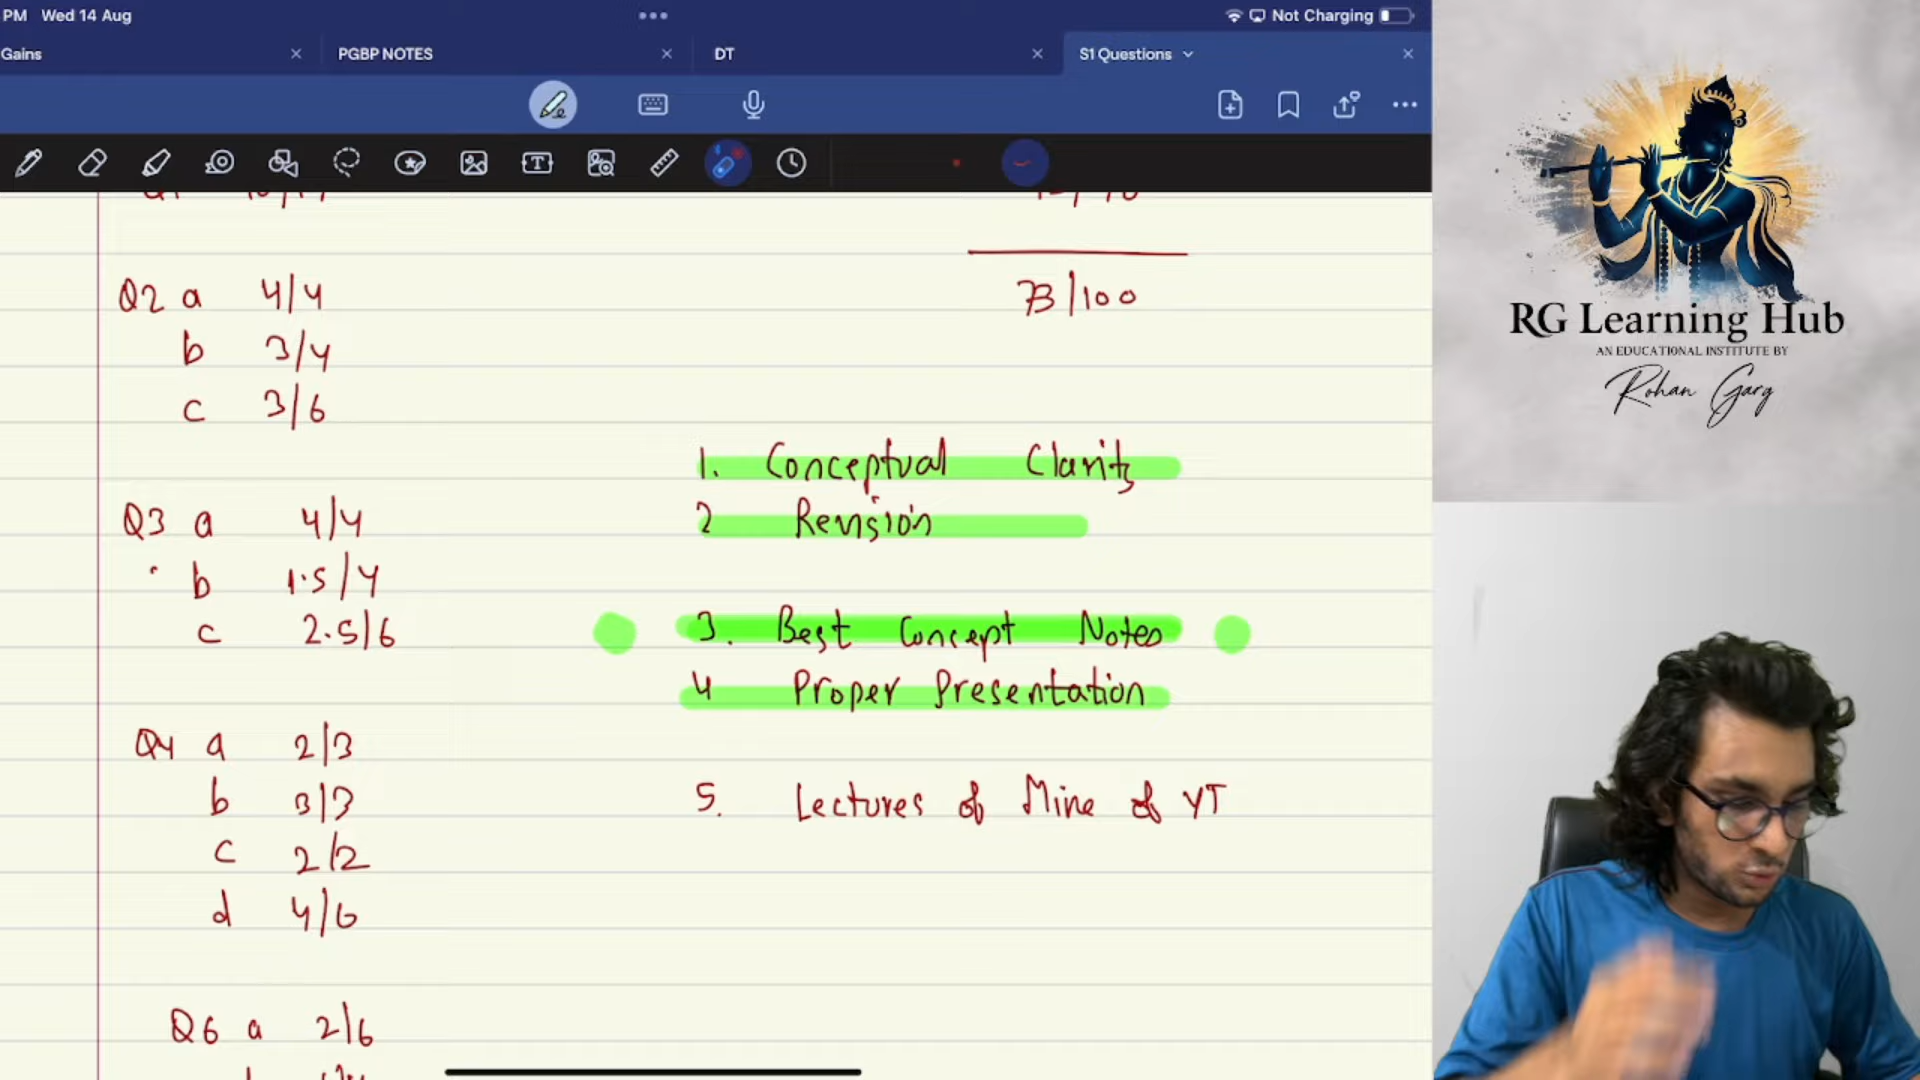 PM Wed 14 Aug
Not Charging
Gains
PGBP NOTES
DT
S1 Questions
T
Q2 a 4/4
b 3/4
c 3/6
Q3 a 4/4
b 1.5/4
c 2.5/6
Q4 a 2/3
b 3/3
c 2/2
d 4/6
Q6 a 2/6
73/100
1. Conceptual Clarity
2 Revision
3. Best Concept Notes
4 Proper Presentation
5. Lectures of Mine of YT
RG Learning Hub
AN EDUCATIONAL INSTITUTE BY
Rohan Garg